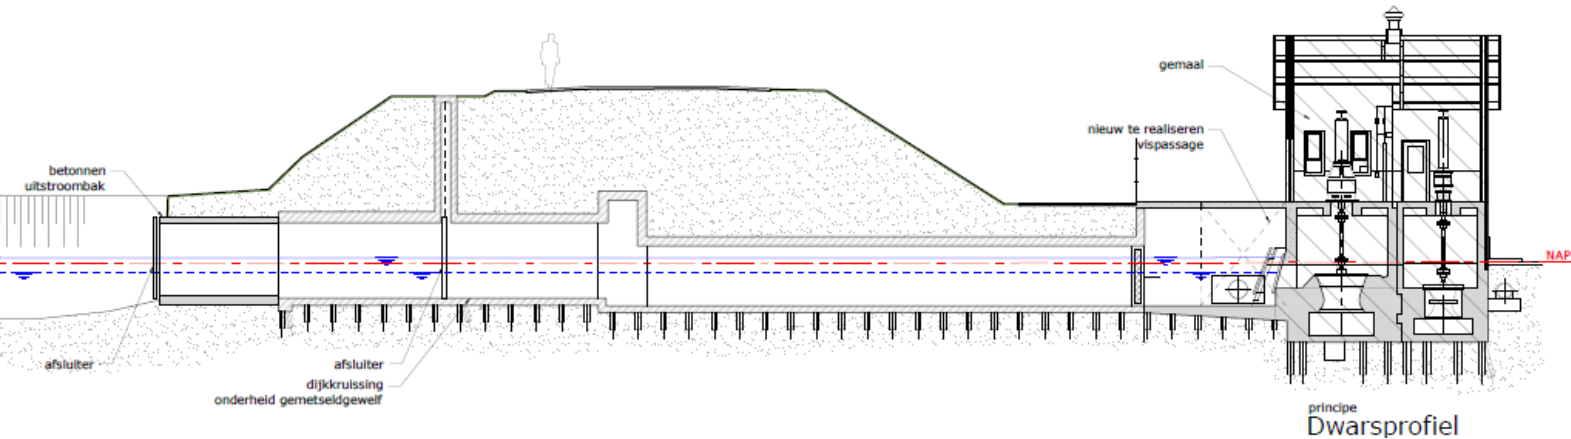 gemaal
nieuw te realiseren
vispassage
betonnen
uitstroombak
NAP
afsluiter
afsluiter
dijkkruissing
onderheid gemetseldgewelf
principe
Dwarsprofiel